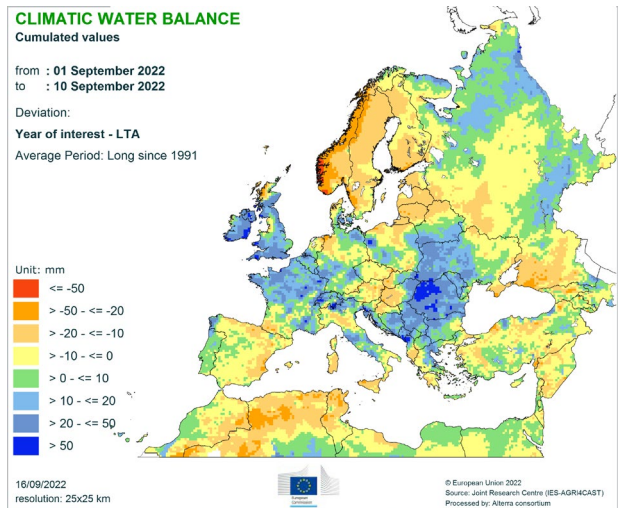 CLIMATIC WATER BALANCE
Cumulated values
from : 01 September 2022
to : 10 September 2022
Deviation:
Year of interest - LTA
Average Period: Long since 1991
Unit: mm
<= -50
> -50 - <= -20
> -20 - <= -10
> -10 - <= 0
> 0 - <= 10
> 10 - <= 20
> 20 - <= 50
> 50
16/09/2022
resolution: 25x25 km
European
Commission
© European Union 2022
Source: Joint Research Centre (IES-AGRI4CAST)
Processed by: Alterra consortium